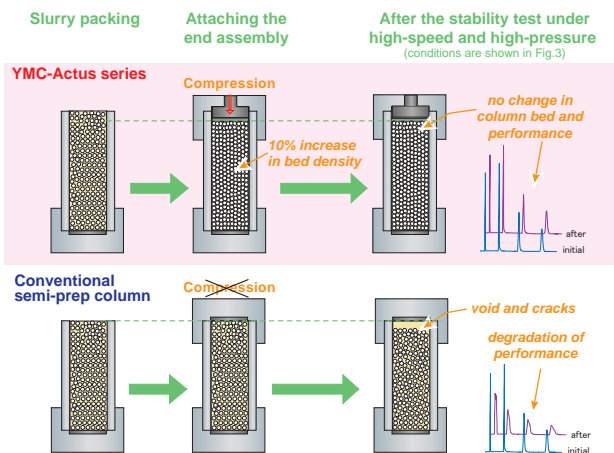 Slurry packing
Attaching the
end assembly
After the stability test under
high-speed and high-pressure
(conditions are shown in Fig.3)
YMC-Actus series
Compression
10% increase
in bed density
no change in
column bed and
performance
after
initial
Conventional
semi-prep column
Compression
void and cracks
degradation of
performance
after
initial